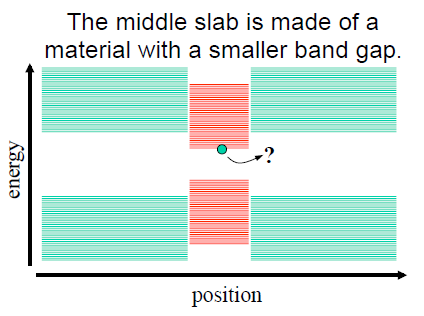 The middle slab is made of a
material with a smaller band gap.
energy
?
position